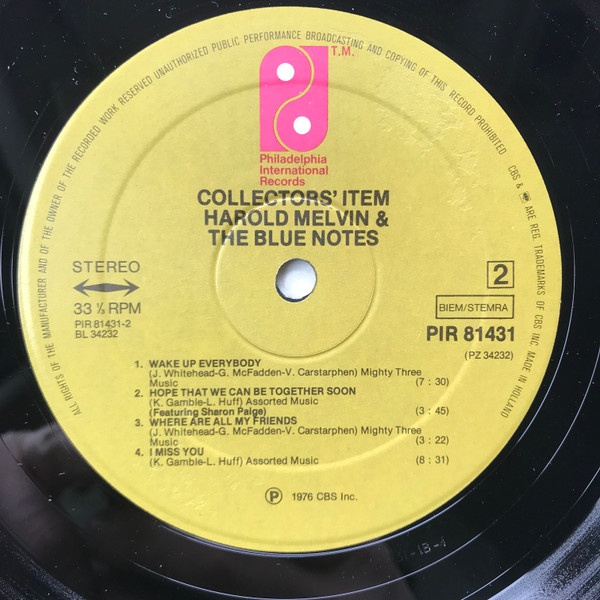 ALL RIGHTS OF THE MANUFACTURER AND OF THE OWNER OF THE RECORDED WORK RESERVED UNAUTHORIZED PUBLIC PERFORMANCE BROADCASTING AND COPYING OF THIS RECORD PROHIBITED CBS & ARE REG. TRADEMARKS OF CBS INC MADE IN HOLLAND
T.M.
Philadelphia
International
Records
COLLECTORS' ITEM
HAROLD MELVIN &
THE BLUE NOTES
STEREO
33 ⅓ RPM
PIR 81431-2
BL 34232
2
BIEM/STEMRA
PIR 81431
(PZ 34232)
1. WAKE UP EVERYBODY
(J. Whitehead-G. McFadden-V. Carstarphen) Mighty Three
Music (7 : 30)
2. HOPE THAT WE CAN BE TOGETHER SOON
(K. Gamble-L. Huff) Assorted Music
(Featuring Sharon Paige) (3 : 45)
3. WHERE ARE ALL MY FRIENDS
(J. Whitehead-G. McFadden-V. Carstarphen) Mighty Three
Music (3 : 22)
4. I MISS YOU
(K. Gamble-L. Huff) Assorted Music (8 : 31)
Ⓟ 1976 CBS Inc.